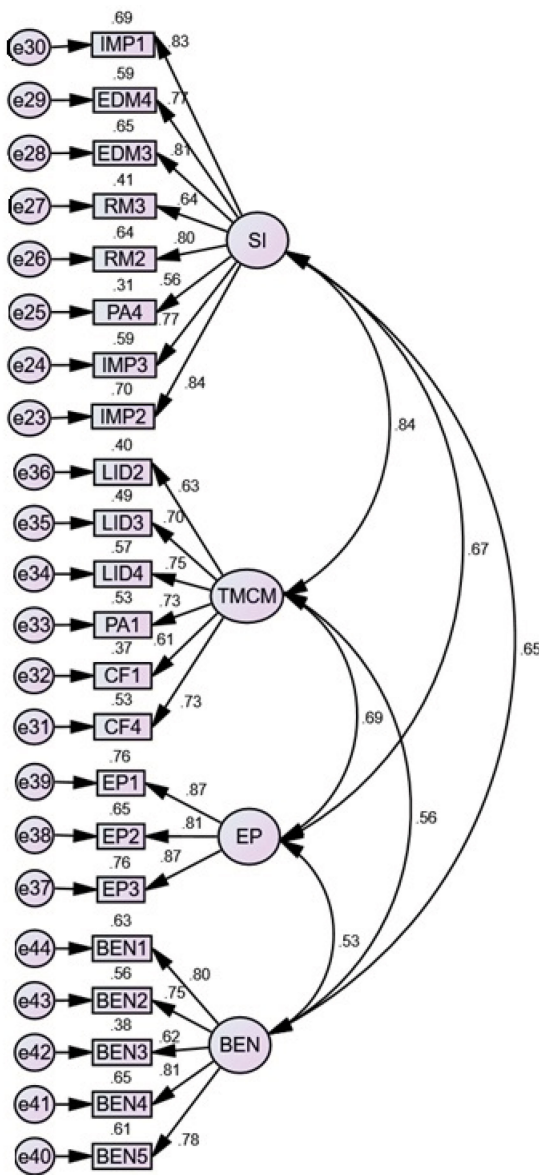 .69
e30 IMP1 .83
.59
e29 EDM4 .77
.65
e28 EDM3 .81
.41
e27 RM3 .64
SI
.64
e26 RM2 .80
.31 .56
e25 PA4 .77
.59
e24 IMP3
.70 .84
e23 IMP2
.84
.40
e36 LID2 .63
.49
e35 LID3 .70
.67
.57
e34 LID4 .75
TMCM
.53 .73
e33 PA1
.37 .61
e32 CF1
.65
.53 .73
e31 CF4
.69
.76
e39 EP1 .87
.65 .81
e38 EP2 EP
.56
.76 .87
e37 EP3
.63
e44 BEN1
.53
.56 .80
e43 BEN2 .75
.38 .62
e42 BEN3 BEN
.65 .81
e41 BEN4
.61 .78
e40 BEN5